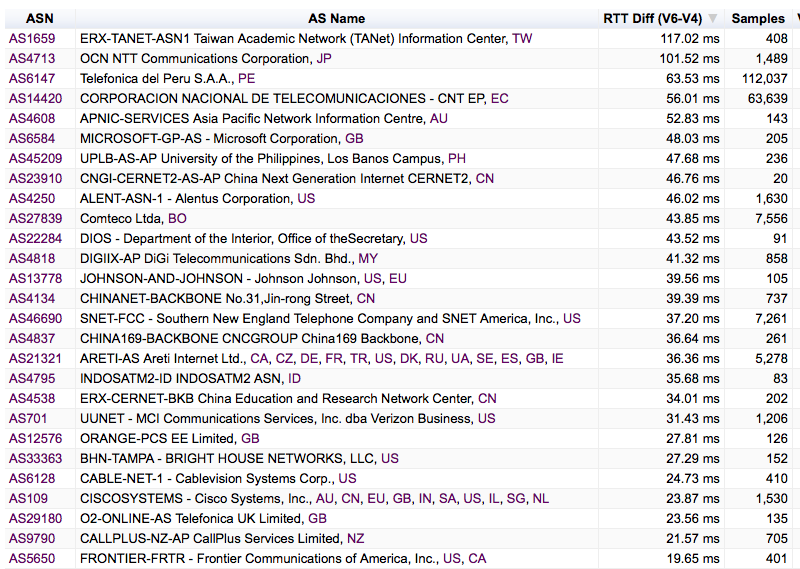 ASN AS Name RTT Diff (V6-V4) ▼ Samples
AS1659 ERX-TANET-ASN1 Taiwan Academic Network (TANet) Information Center, TW 117.02 ms 408
AS4713 OCN NTT Communications Corporation, JP 101.52 ms 1,489
AS6147 Telefonica del Peru S.A.A., PE 63.53 ms 112,037
AS14420 CORPORACION NACIONAL DE TELECOMUNICACIONES - CNT EP, EC 56.01 ms 63,639
AS4608 APNIC-SERVICES Asia Pacific Network Information Centre, AU 52.83 ms 143
AS6584 MICROSOFT-GP-AS - Microsoft Corporation, GB 48.03 ms 205
AS45209 UPLB-AS-AP University of the Philippines, Los Banos Campus, PH 47.68 ms 236
AS23910 CNGI-CERNET2-AS-AP China Next Generation Internet CERNET2, CN 46.76 ms 20
AS4250 ALENT-ASN-1 - Alentus Corporation, US 46.02 ms 1,630
AS27839 Comteco Ltda, BO 43.85 ms 7,556
AS22284 DIOS - Department of the Interior, Office of theSecretary, US 43.52 ms 91
AS4818 DIGIIX-AP DiGi Telecommunications Sdn. Bhd., MY 41.32 ms 858
AS13778 JOHNSON-AND-JOHNSON - Johnson Johnson, US, EU 39.56 ms 105
AS4134 CHINANET-BACKBONE No.31,Jin-rong Street, CN 39.39 ms 737
AS46690 SNET-FCC - Southern New England Telephone Company and SNET America, Inc., US 37.20 ms 7,261
AS4837 CHINA169-BACKBONE CNCGROUP China169 Backbone, CN 36.64 ms 261
AS21321 ARETI-AS Areti Internet Ltd., CA, CZ, DE, FR, TR, US, DK, RU, UA, SE, ES, GB, IE 36.36 ms 5,278
AS4795 INDOSATM2-ID INDOSATM2 ASN, ID 35.68 ms 83
AS4538 ERX-CERNET-BKB China Education and Research Network Center, CN 34.01 ms 202
AS701 UUNET - MCI Communications Services, Inc. dba Verizon Business, US 31.43 ms 1,206
AS12576 ORANGE-PCS EE Limited, GB 27.81 ms 126
AS33363 BHN-TAMPA - BRIGHT HOUSE NETWORKS, LLC, US 27.29 ms 152
AS6128 CABLE-NET-1 - Cablevision Systems Corp., US 24.73 ms 410
AS109 CISCOSYSTEMS - Cisco Systems, Inc., AU, CN, EU, GB, IN, SA, US, IL, SG, NL 23.87 ms 1,530
AS29180 O2-ONLINE-AS Telefonica UK Limited, GB 23.56 ms 135
AS9790 CALLPLUS-NZ-AP CallPlus Services Limited, NZ 21.57 ms 705
AS5650 FRONTIER-FRTR - Frontier Communications of America, Inc., US, CA 19.65 ms 401